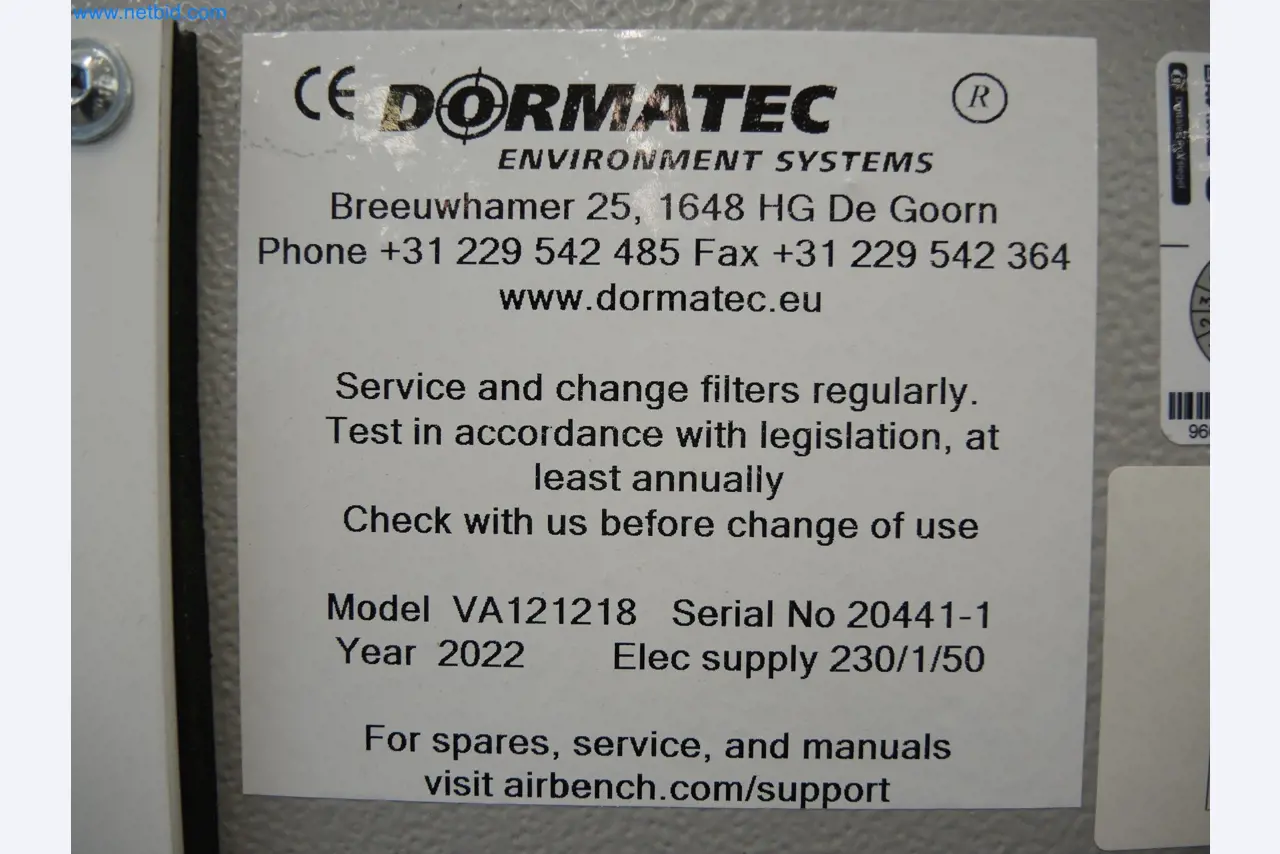 www.netbid.com
CE DORMATEC ®
ENVIRONMENT SYSTEMS
Breeuwhamer 25, 1648 HG De Goorn
Phone +31 229 542 485 Fax +31 229 542 364
www.dormatec.eu
Service and change filters regularly.
Test in accordance with legislation, at
least annually
Check with us before change of use
Model VA121218 Serial No 20441-1
Year 2022 Elec supply 230/1/50
For spares, service, and manuals
visit airbench.com/support
3
2